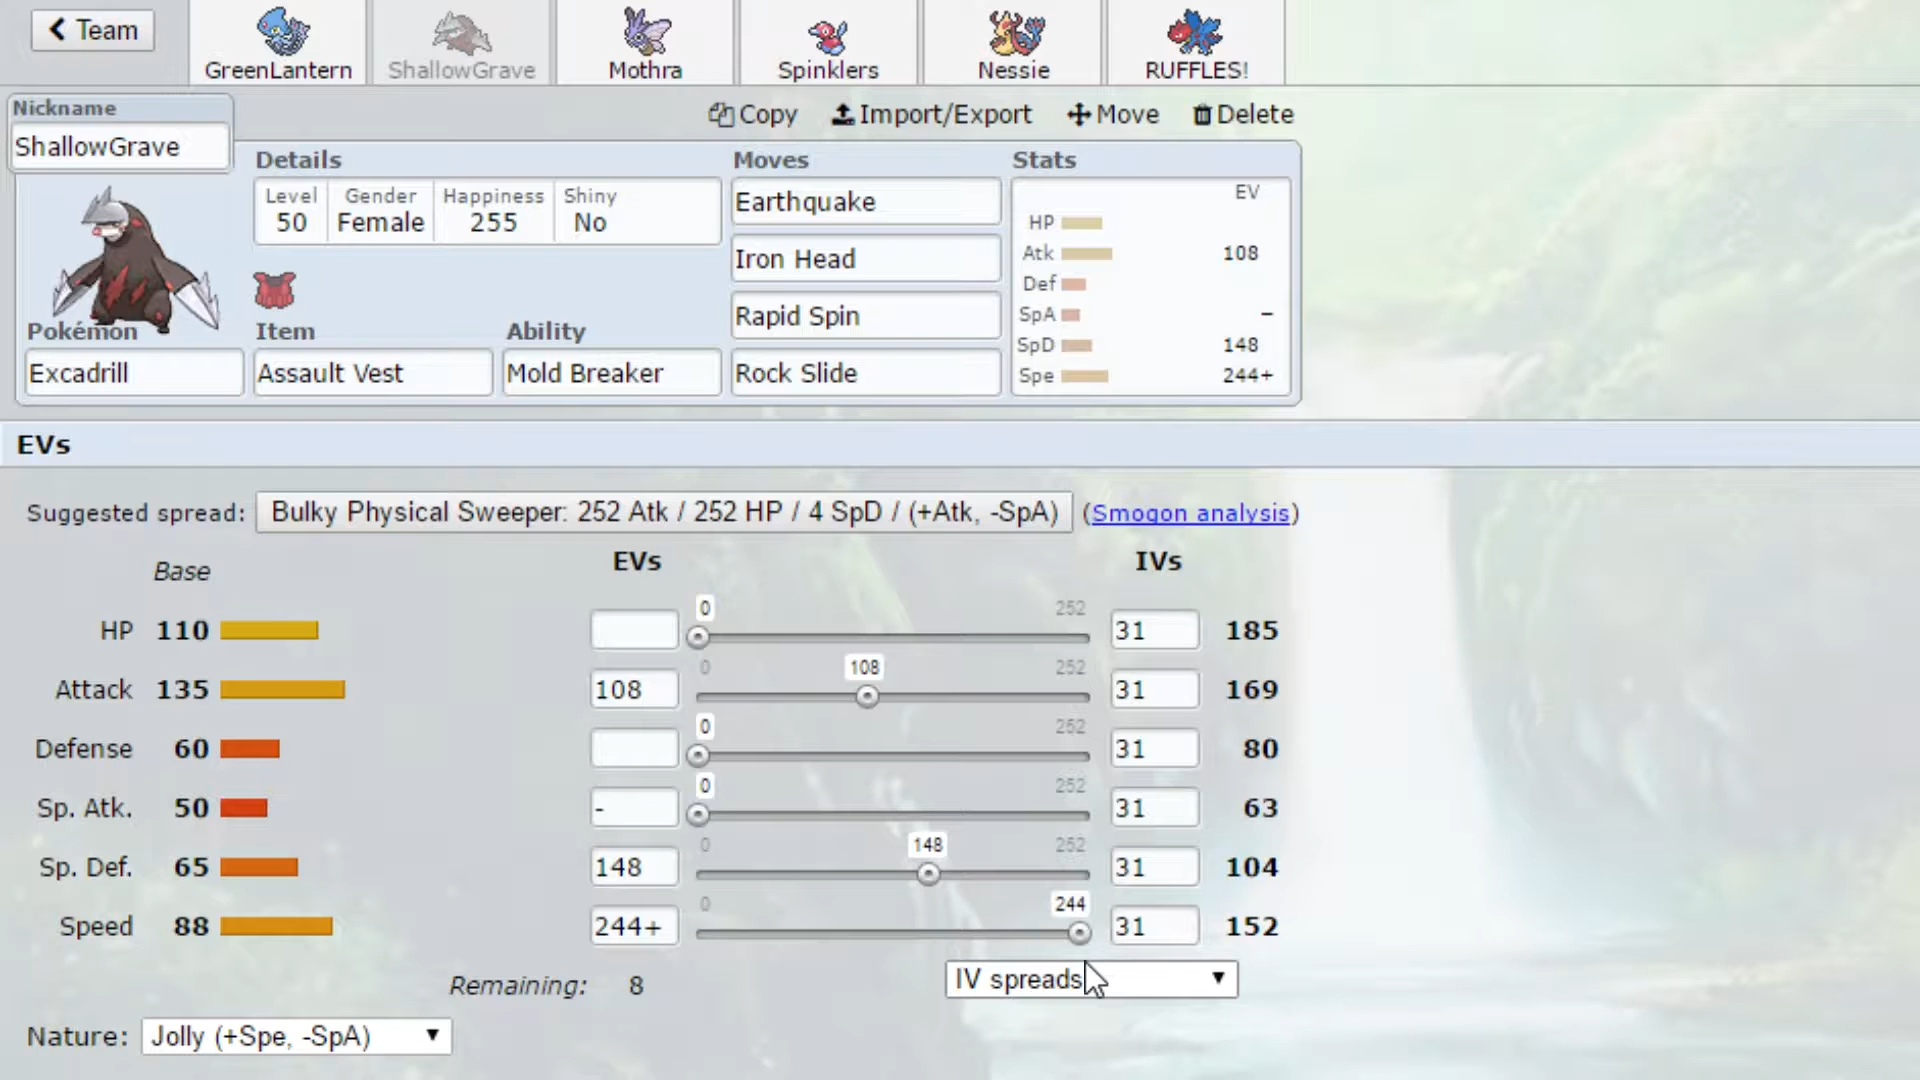 Team
GreenLantern
ShallowGrave
Mothra
Spinklers
Nessie
RUFFLES!
Nickname
ShallowGrave
Copy
Import/Export
Move
Delete
Details
Moves
Stats
Level
50
Gender
Female
Happiness
255
Shiny
No
Pokémon
Excadrill
Item
Assault Vest
Ability
Mold Breaker
Earthquake
Iron Head
Rapid Spin
Rock Slide
EV
HP
Atk 108
Def
SpA –
SpD 148
Spe 244+
EVs
Suggested spread: Bulky Physical Sweeper: 252 Atk / 252 HP / 4 SpD / (+Atk, -SpA) (Smogon analysis)
Base EVs IVs
HP 110 0 252 31 185
Attack 135 108 0 108 252 31 169
Defense 60 0 252 31 80
Sp. Atk. 50 - 0 252 31 63
Sp. Def. 65 148 0 148 252 31 104
Speed 88 244+ 0 244 31 152
Remaining: 8 IV spreads
Nature: Jolly (+Spe, -SpA)